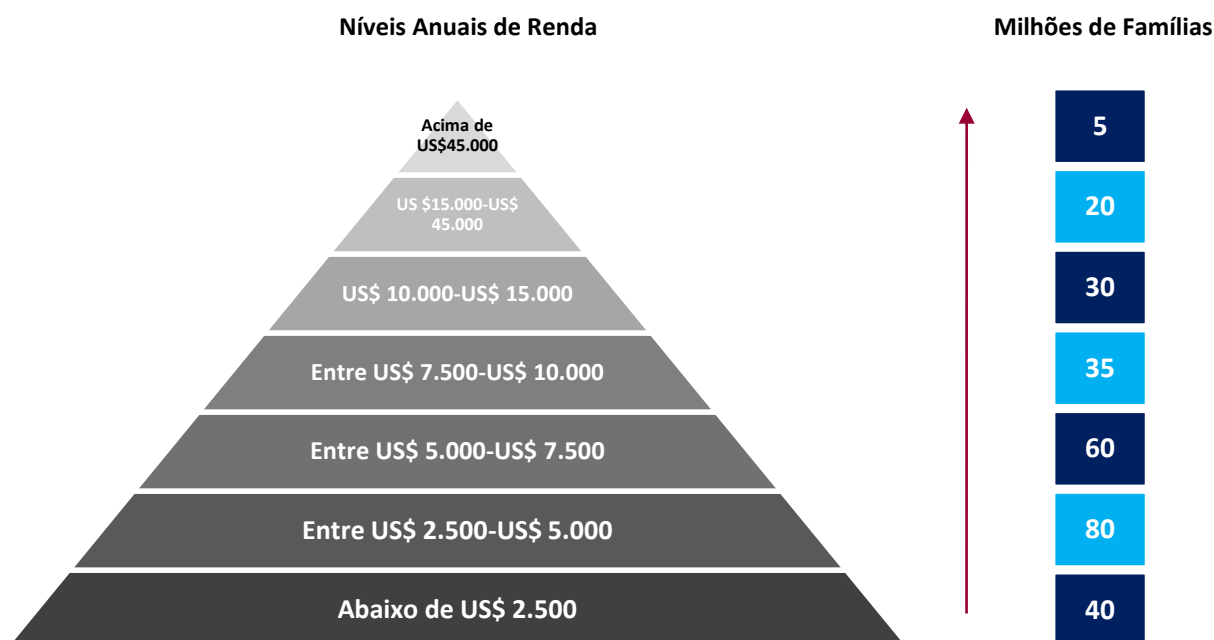 Níveis Anuais de Renda
Milhões de Famílias
Acima de
US$45.000
5
US $15.000-US$
45.000
20
US$ 10.000-US$ 15.000
30
Entre US$ 7.500-US$ 10.000
35
Entre US$ 5.000-US$ 7.500
60
Entre US$ 2.500-US$ 5.000
80
Abaixo de US$ 2.500
40